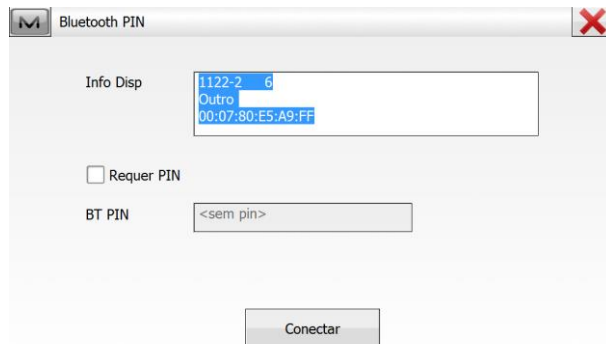 Bluetooth PIN
Info Disp
1122-2 6
Outro
00:07:80:E5:A9:FF
Requer PIN
BT PIN
<sem pin>
Conectar